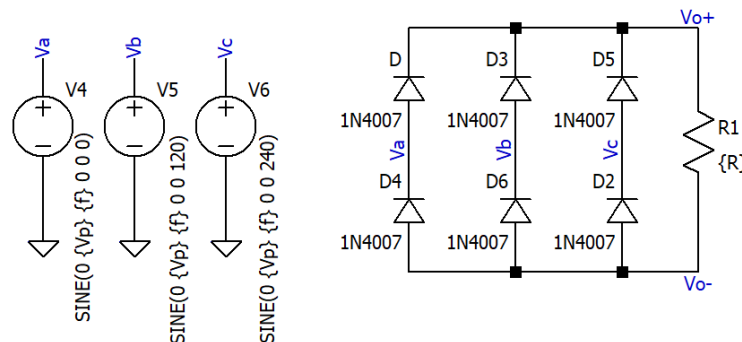 Va
Vb
Vc
V4
V5
V6
SINE(0 {Vp} {f} 0 0 0)
SINE(0 {Vp} {f} 0 0 120)
SINE(0 {Vp} {f} 0 0 240)
Vo+
D
D3
D5
1N4007
1N4007
1N4007
R1
{R}
Va
Vb
Vc
D4
D6
D2
1N4007
1N4007
1N4007
Vo-